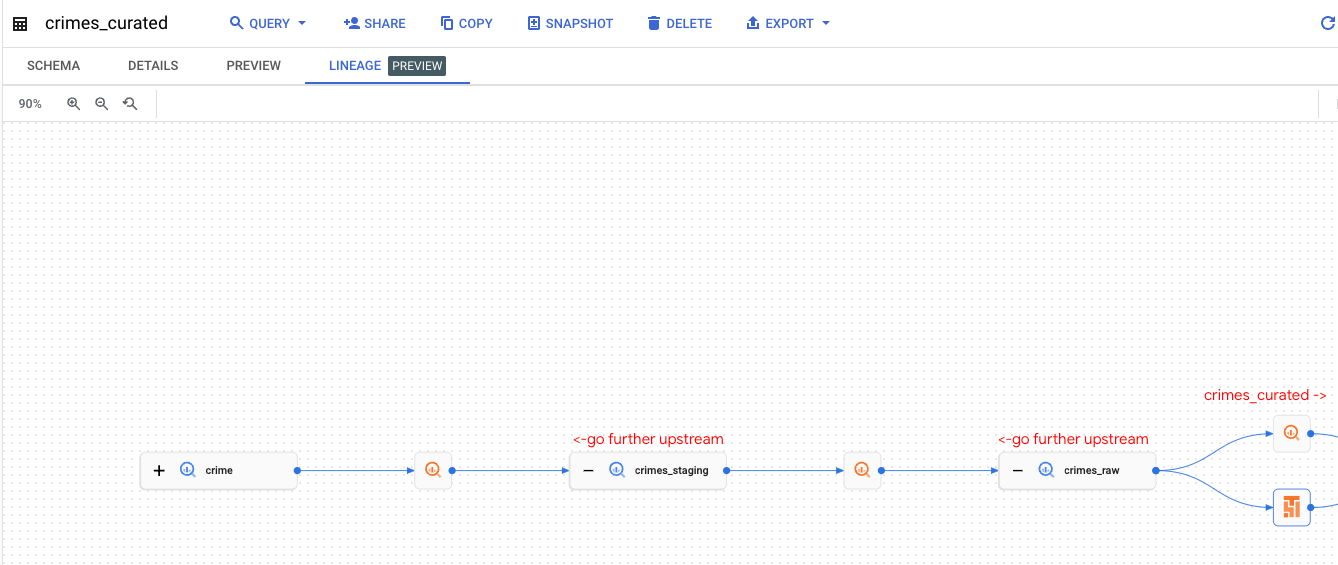 crimes_curated QUERY SHARE COPY SNAPSHOT DELETE EXPORT
SCHEMA DETAILS PREVIEW LINEAGE PREVIEW
90%
crimes_curated ->
<-go further upstream <-go further upstream
crime crimes_staging crimes_raw